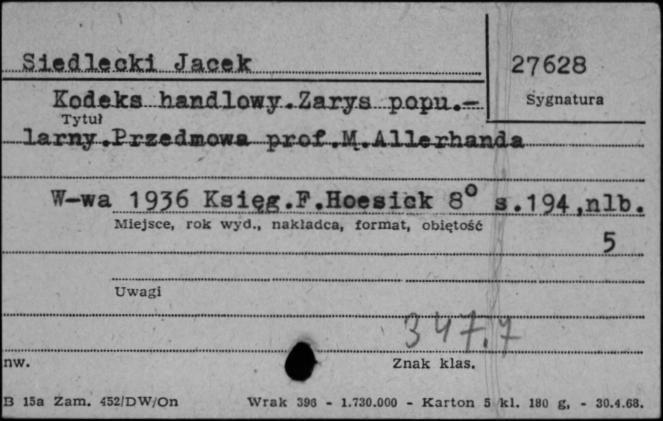 Siedlecki Jacek
27628
Sygnatura
Kodeks handlowy.Zarys popu.-
Tytuł
larny.Przedmowa prof.M.Allerhanda
W-wa 1936 Księg.F.Hoesick 8° s.194,nlb.
Miejsce, rok wyd., nakładca, format, obiętość
5
Uwagi
347.7
nw.
Znak klas.
B 15a Zam. 452/DW/On Wrak 396 - 1.730.000 - Karton 5 kl. 180 g, - 30.4.68.